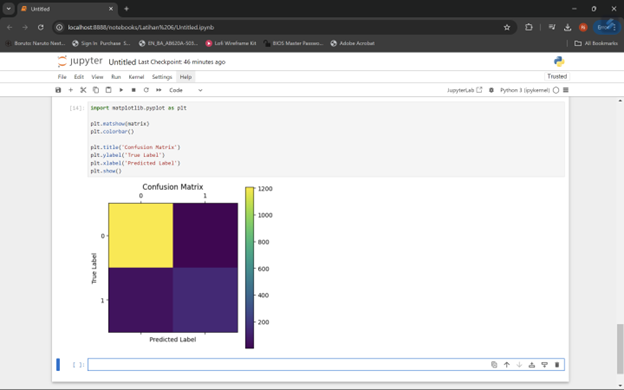 Untitled
localhost:8888/notebooks/Latihan%206/Untitled.ipynb
Boruto: Naruto Next...
Sign in Purchase S...
EN_B4_AB620A-S01...
Lofi Wireframe Kit
BIOS Master Passwo...
Adobe Acrobat
All Bookmarks
jupyter Untitled Last Checkpoint: 46 minutes ago
File Edit View Run Kernel Settings Help
Trusted
Code
JupyterLab
Python 3 (ipykernel)
[14]: import matplotlib.pyplot as plt
plt.matshow(matrix)
plt.colorbar()
plt.title('Confusion Matrix')
plt.ylabel('True Label')
plt.xlabel('Predicted Label')
plt.show()
Confusion Matrix
0 1
0
1
True Label
Predicted Label
1200
1000
800
600
400
200
[ ]: